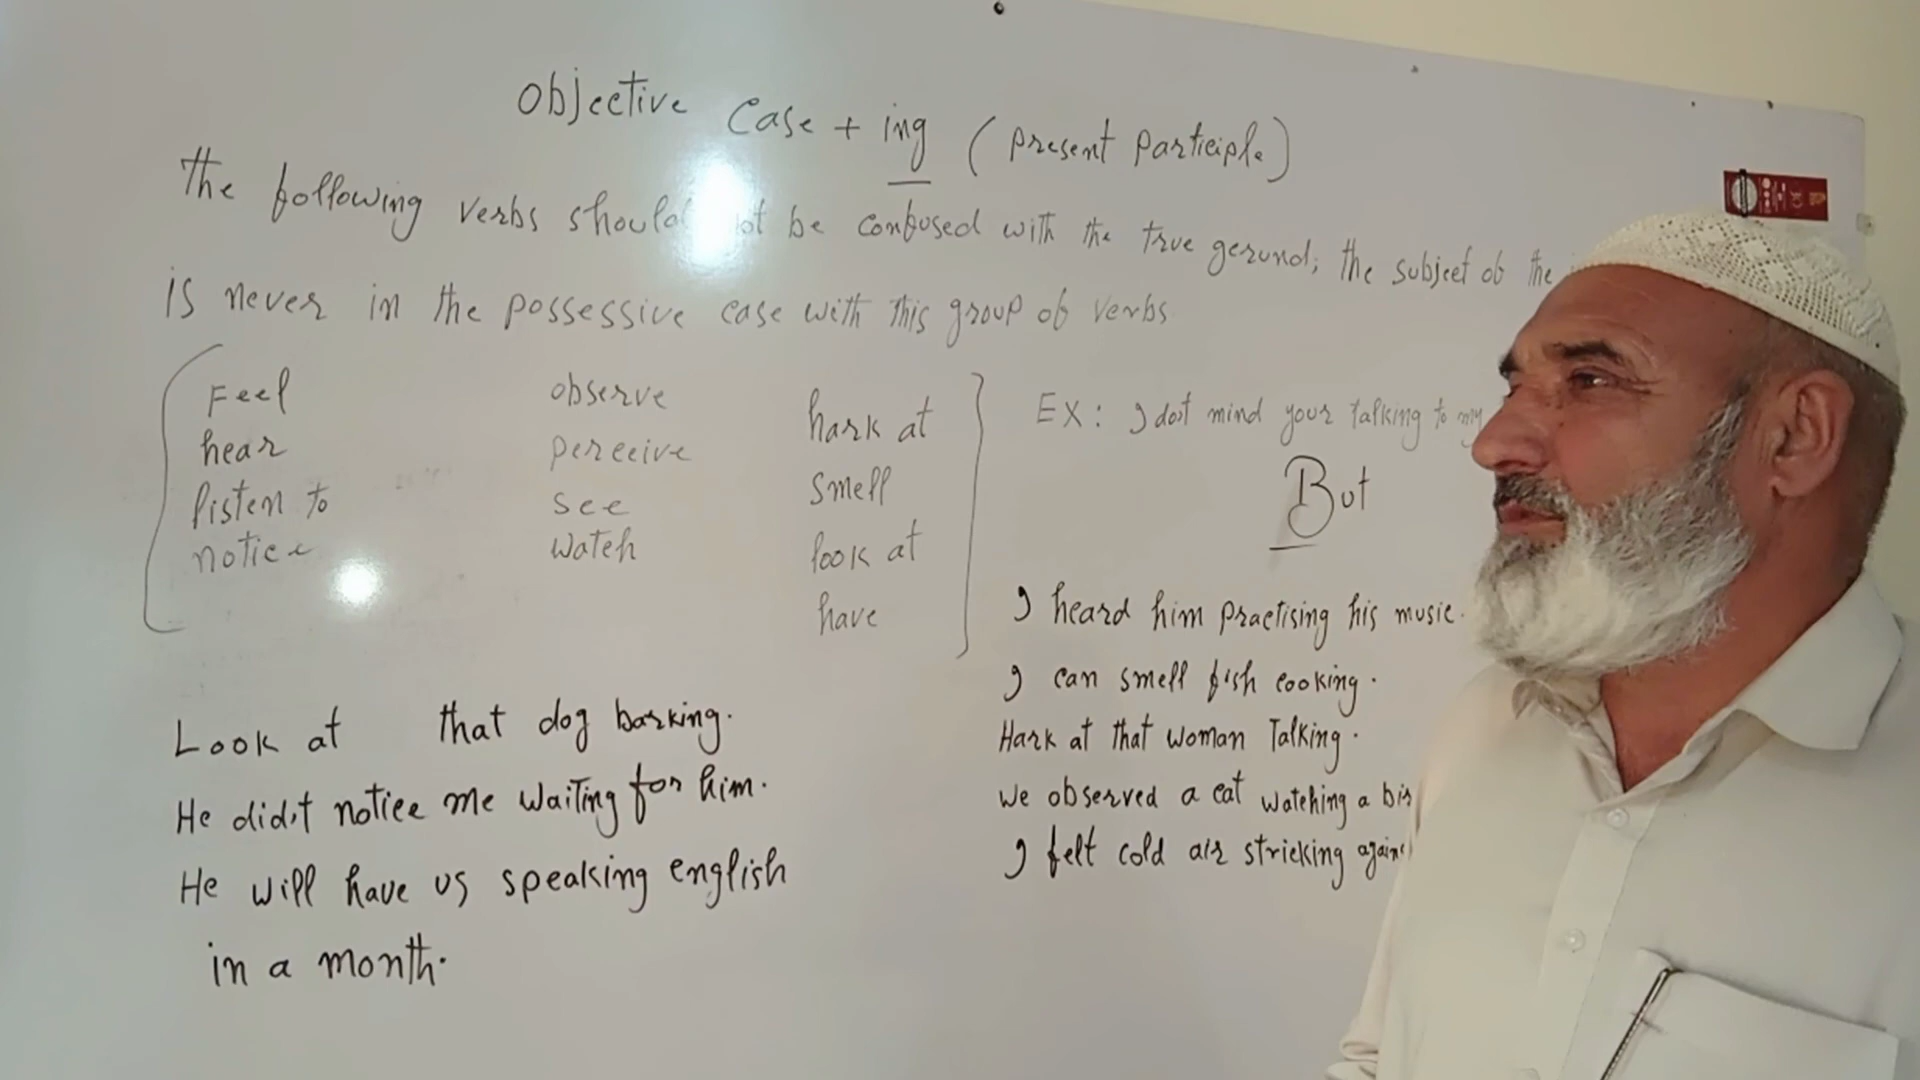 Objective Case + ing (Present Participle)
The following verbs should not be confused with the true gerund; the subject of the
is never in the possessive case with this group of verbs
Feel
hear
listen to
notice
observe
perceive
see
watch
hark at
smell
look at
have
EX: I don't mind your talking to my
But
I heard him practising his music.
I can smell fish cooking.
Hark at that woman Talking.
We observed a cat watching a
I felt cold air stricking
Look at that dog barking.
He didn't notice me waiting for him.
He will have us speaking english
in a month.